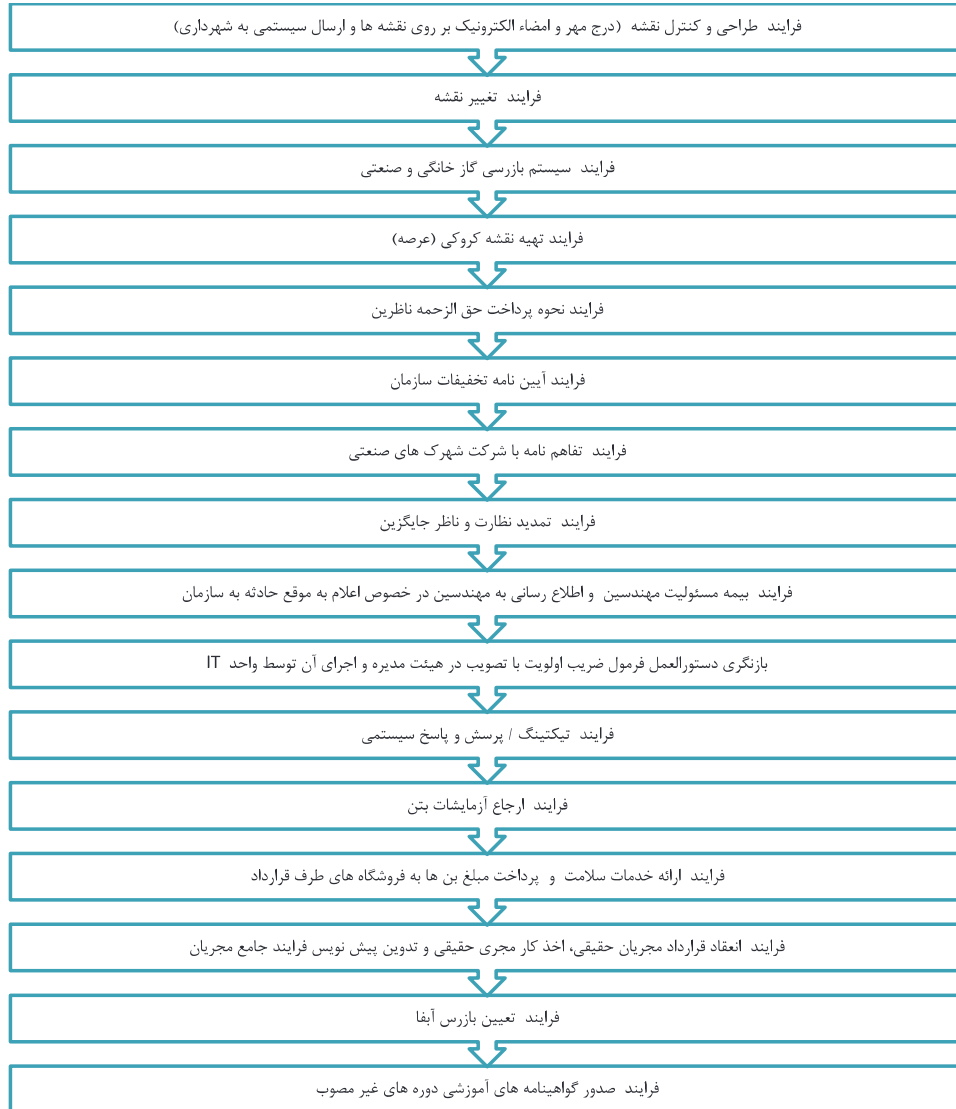 فرایند طراحی و کنترل نقشه (درج مهر و امضاء الکترونیک بر روی نقشه ها و ارسال سیستمی به شهرداری)
فرایند تغییر نقشه
فرایند سیستم بازرسی گاز خانگی و صنعتی
فرایند تهیه نقشه کروکی (عرصه)
فرایند نحوه پرداخت حق الزحمه ناظرین
فرایند آیین نامه تخفیفات سازمان
فرایند تفاهم نامه با شرکت شهرک های صنعتی
فرایند تمدید نظارت و ناظر جایگزین
فرایند بیمه مسئولیت مهندسین و اطلاع رسانی به مهندسین در خصوص اعلام به موقع حادثه به سازمان
بازنگری دستورالعمل فرمول ضریب اولویت با تصویب در هیئت مدیره و اجرای آن توسط واحد IT
فرایند تیکتینگ / پرسش و پاسخ سیستمی
فرایند ارجاع آزمایشات بتن
فرایند ارائه خدمات سلامت و پرداخت مبلغ بن ها به فروشگاه های طرف قرارداد
فرایند انعقاد قرارداد مجریان حقیقی، اخذ کار مجری حقیقی و تدوین پیش نویس فرایند جامع مجریان
فرایند تعیین بازرس آبفا
فرایند صدور گواهینامه های آموزشی دوره های غیر مصوب